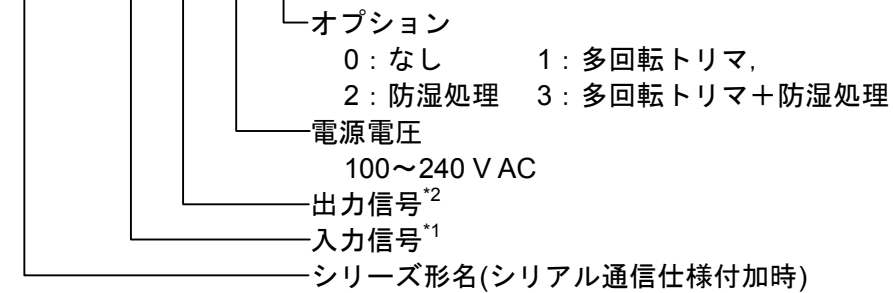 オプション
0：なし　　1：多回転トリマ,
2：防湿処理　3：多回転トリマ＋防湿処理
電源電圧
100～240 V AC
出力信号*2
入力信号*1
シリーズ形名(シリアル通信仕様付加時)